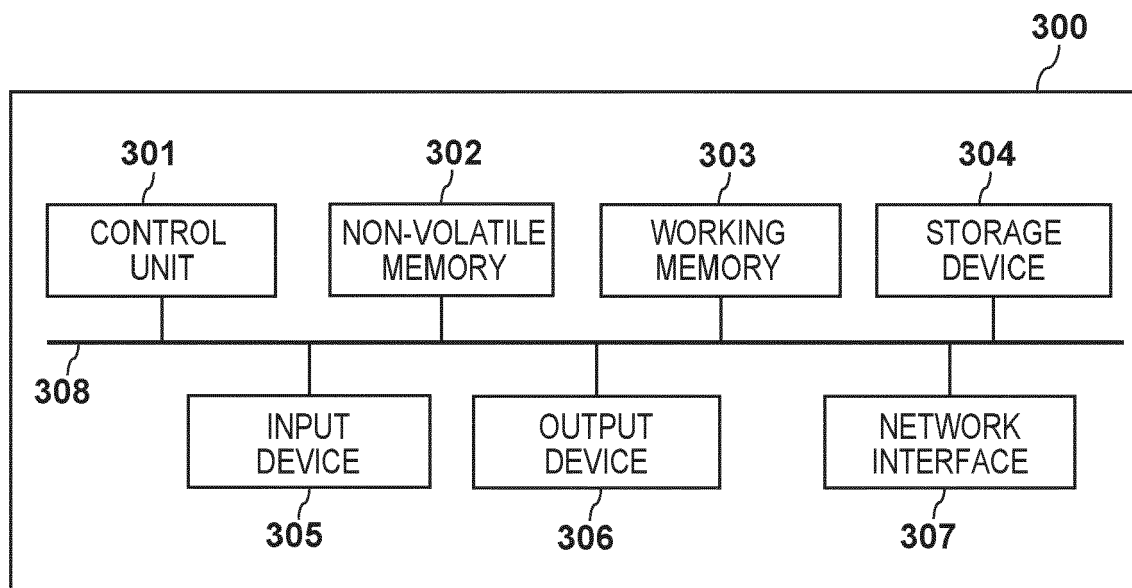 300
301
302
303
304
CONTROL
UNIT
NON-VOLATILE
MEMORY
WORKING
MEMORY
STORAGE
DEVICE
308
INPUT
DEVICE
OUTPUT
DEVICE
NETWORK
INTERFACE
305
306
307